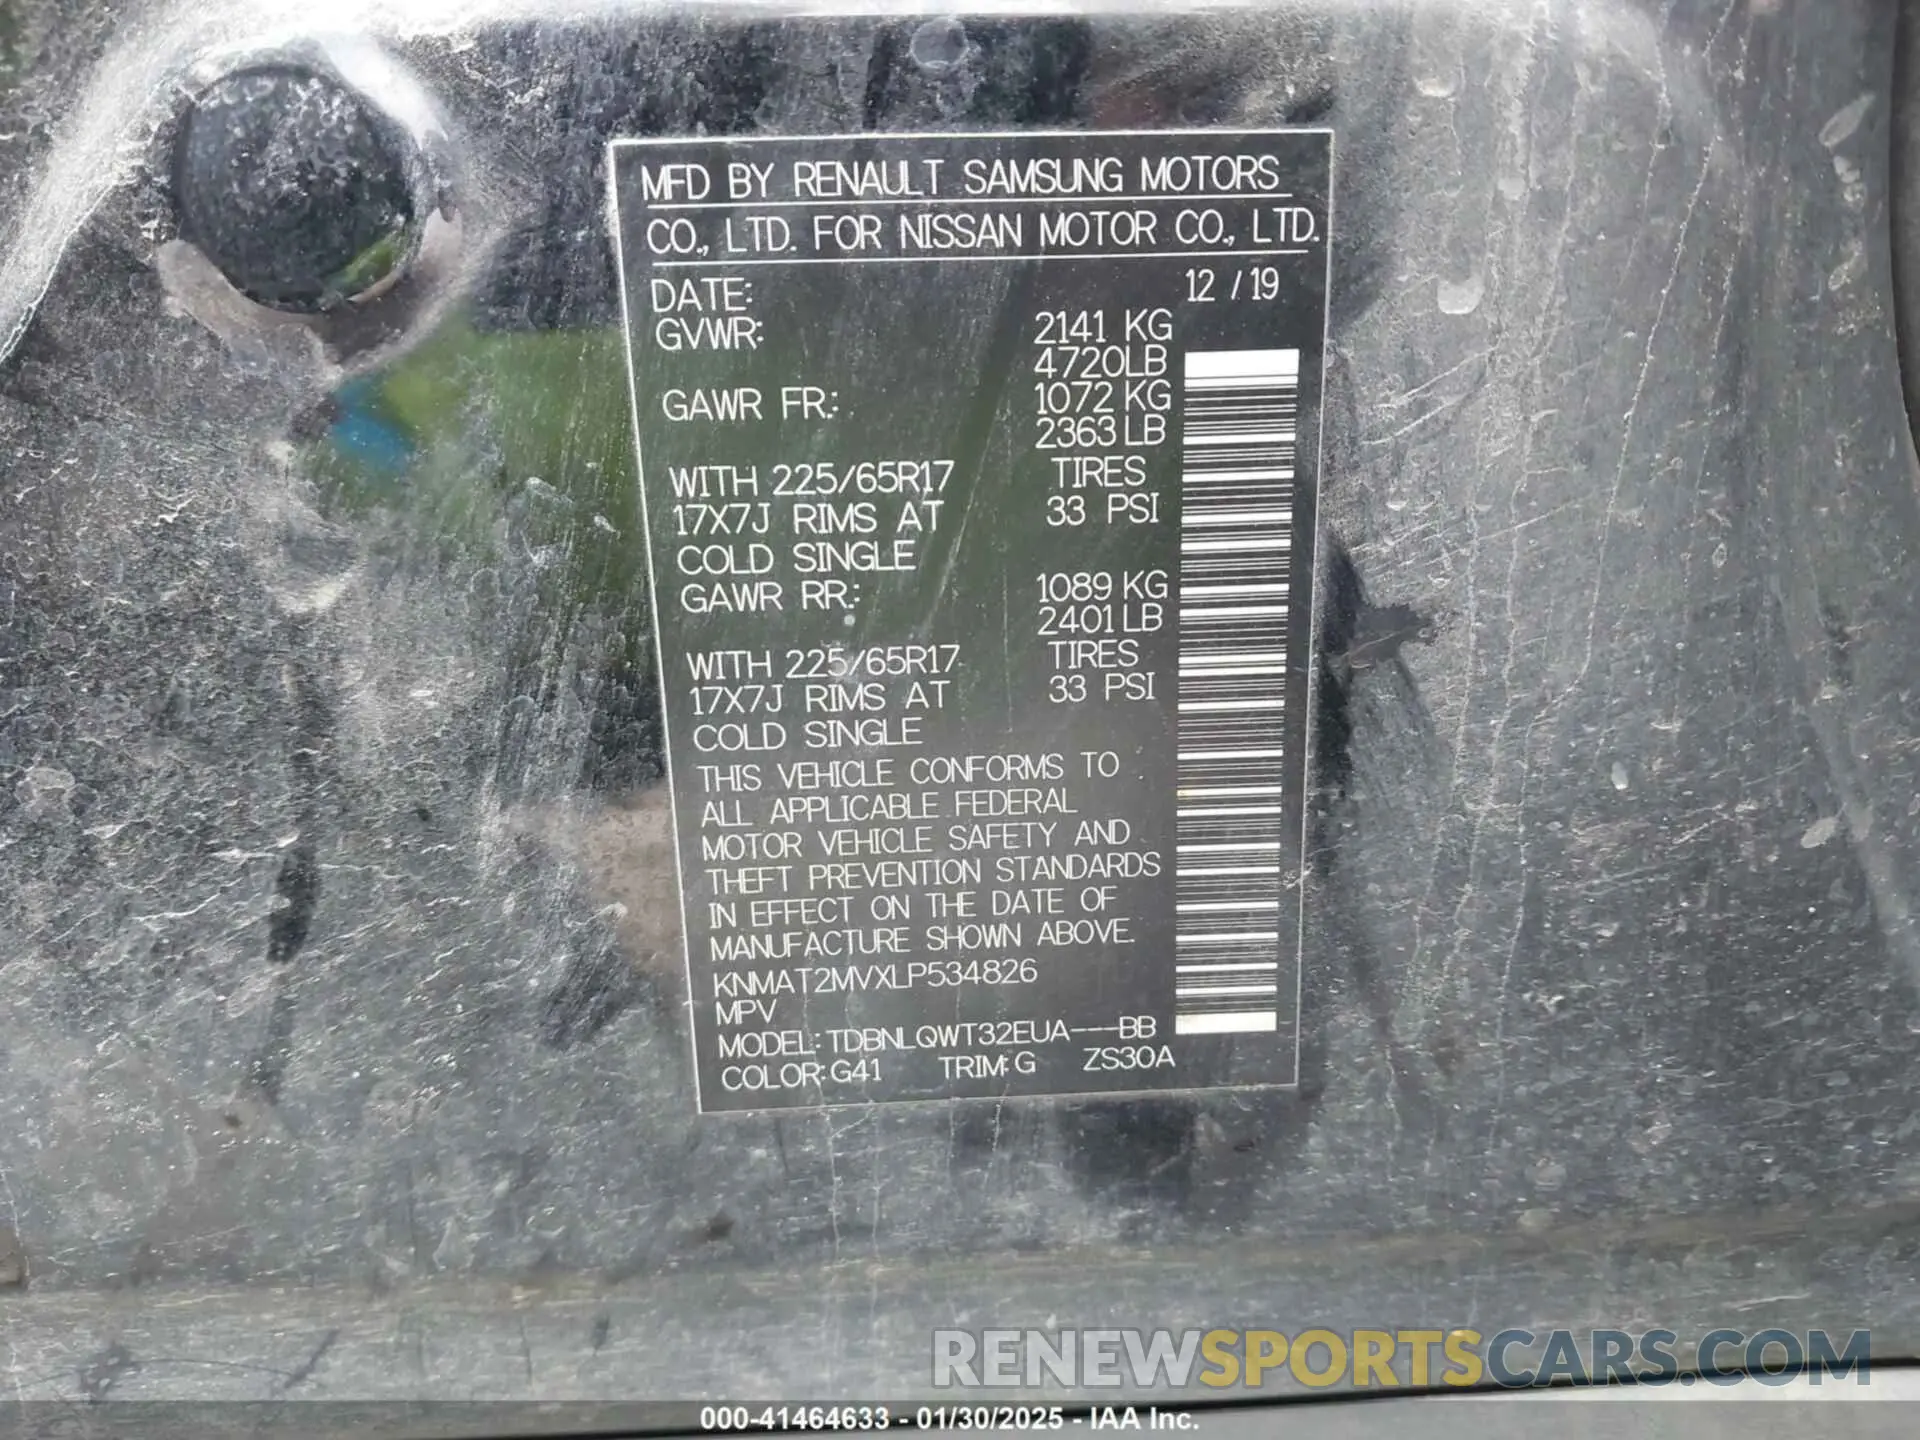 MFD BY RENAULT SAMSUNG MOTORS
CO., LTD. FOR NISSAN MOTOR CO., LTD.
DATE: 12 / 19
GVWR: 2141 KG
4720LB
GAWR FR.: 1072 KG
2363 LB
WITH 225/65R17 TIRES
17X7J RIMS AT 33 PSI
COLD SINGLE
GAWR RR.: 1089 KG
2401 LB
WITH 225/65R17 TIRES
17X7J RIMS AT 33 PSI
COLD SINGLE
THIS VEHICLE CONFORMS TO
ALL APPLICABLE FEDERAL
MOTOR VEHICLE SAFETY AND
THEFT PREVENTION STANDARDS
IN EFFECT ON THE DATE OF
MANUFACTURE SHOWN ABOVE.
KNMAT2MVXLP534826
MPV
MODEL: TDBNLQWT32EUA---BB
COLOR: G41 TRIM: G ZS30A
RENEWSPORTSCARS.COM
000-41464633 - 01/30/2025 - IAA Inc.